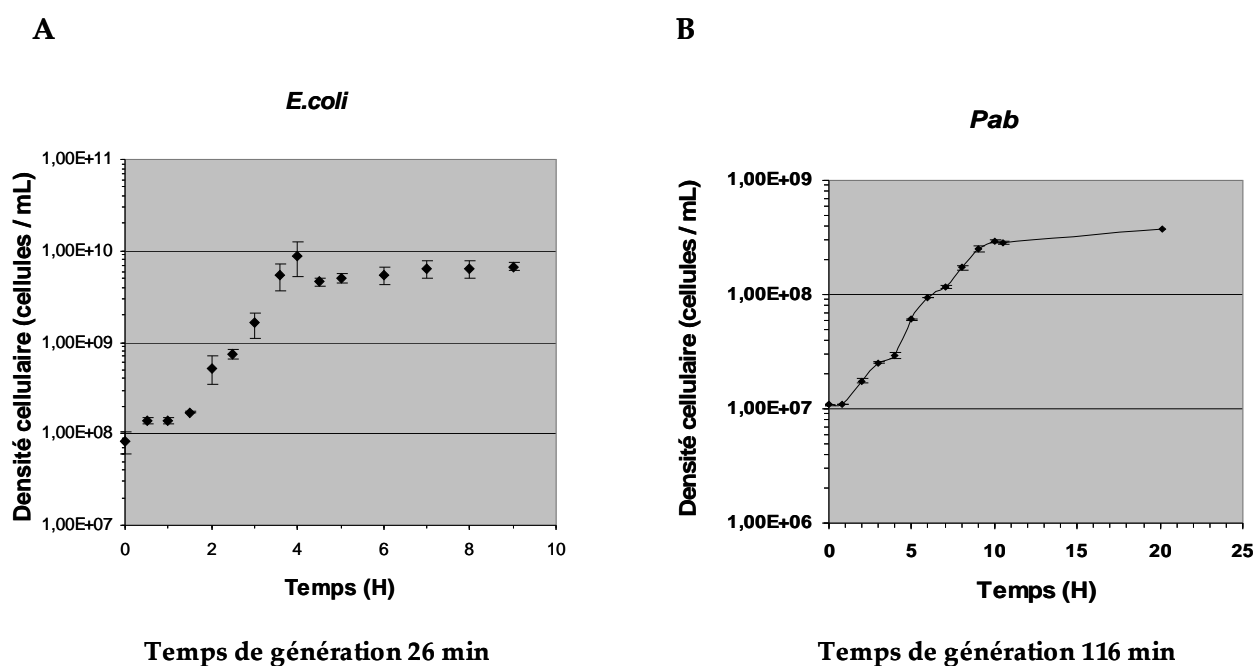 A
E.coli
Densité cellulaire (cellules / mL)
1,00E+11
1,00E+10
1,00E+09
1,00E+08
1,00E+07
0 2 4 6 8 10
Temps (H)
Temps de génération 26 min
B
Pab
Densité cellulaire (cellules / mL)
1,00E+09
1,00E+08
1,00E+07
1,00E+06
0 5 10 15 20 25
Temps (H)
Temps de génération 116 min